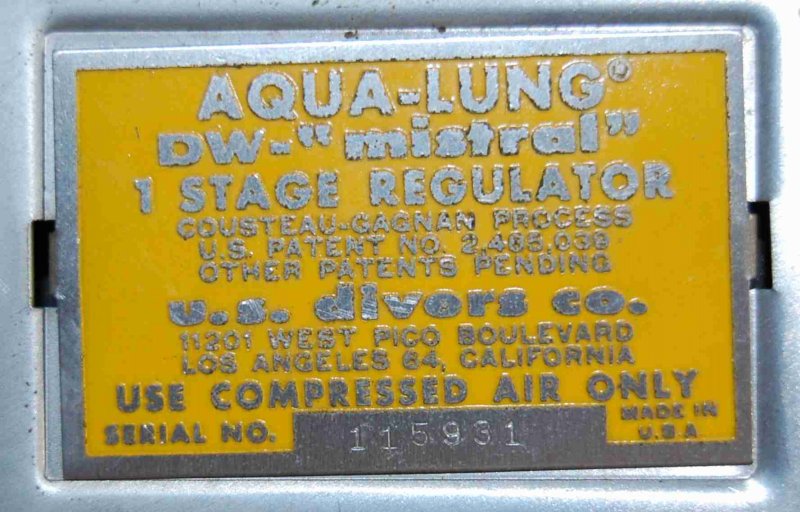 AQUA-LUNG®
DW-"mistral"
1 STAGE REGULATOR
COUSTEAU-GAGNAN PROCESS
U.S. PATENT NO. 2,465,039
OTHER PATENTS PENDING
u.s. divers co.
11201 WEST PICO BOULEVARD
LOS ANGELES 64, CALIFORNIA
USE COMPRESSED AIR ONLY
SERIAL NO. 115931
MADE IN
U.S.A.